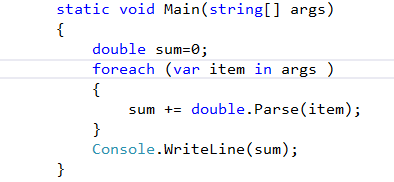 static void Main(string[] args)
{
double sum=0;
foreach (var item in args )
{
sum += double.Parse(item);
}
Console.WriteLine(sum);
}